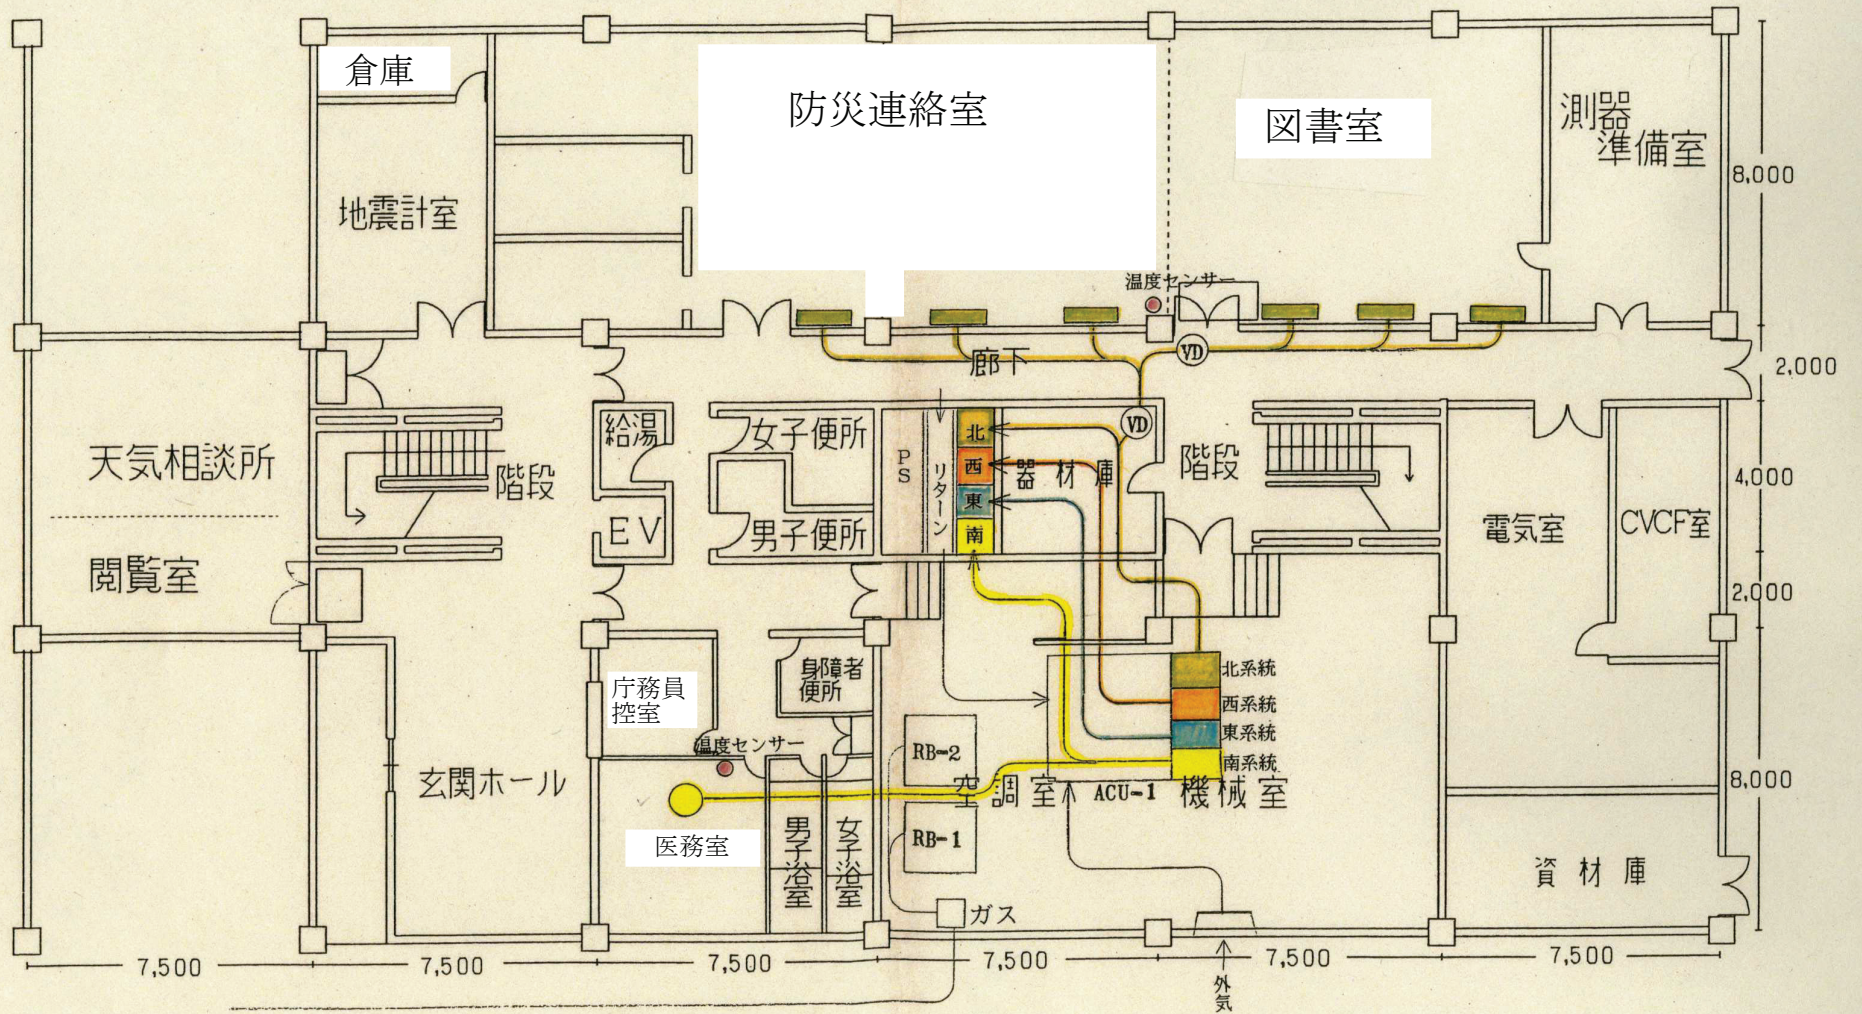 倉庫
防災連絡室
図書室
測器
準備室
地震計室
8,000
温度センサー
VD
廊下
2,000
天気相談所
階段
給湯
女子便所
PS
リターン
北
西
東
南
器材庫
VD
階段
4,000
EV
男子便所
電気室
CVCF室
閲覧室
2,000
庁務員
控室
身障者
便所
北系統
西系統
東系統
南系統
温度センサー
RB-2
玄関ホール
空調室
ACU-1
機械室
8,000
医務室
男子浴室
女子浴室
RB-1
資材庫
ガス
7,500
7,500
7,500
7,500
7,500
7,500
外気